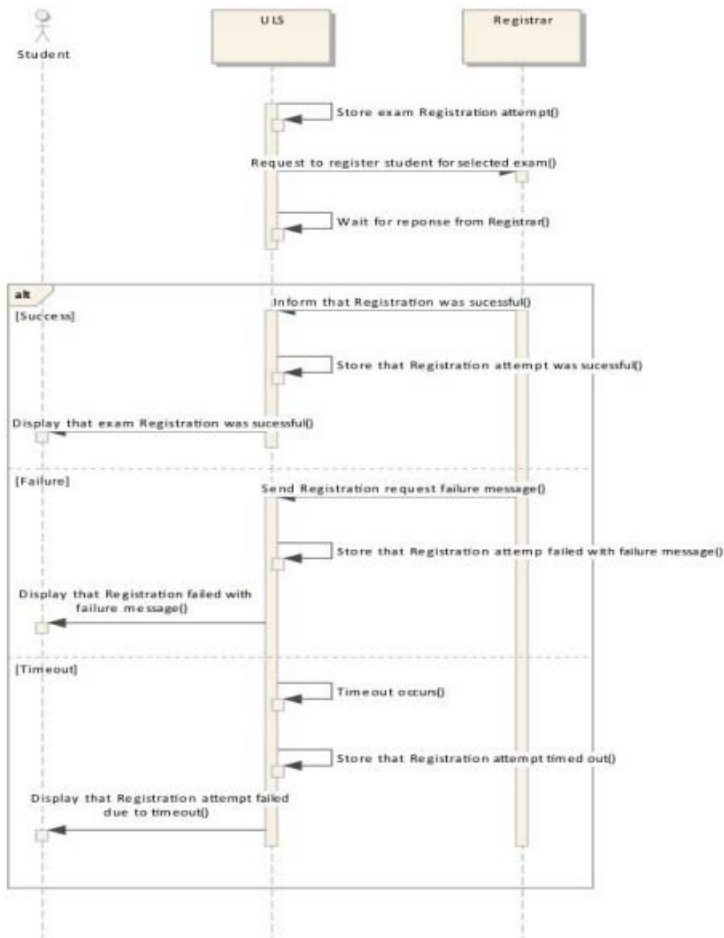 Student
ULS
Registrar
Store exam Registration attempt()
Request to register student for selected exam()
Wait for reponse from Registrar()
alt
[Success]
Inform that Registration was sucessful()
Store that Registration attempt was sucessful()
Display that exam Registration was sucessful()
[Failure]
Send Registration request failure message()
Store that Registration attemp failed with failure message()
Display that Registration failed with
failure message()
[Timeout]
Timeout occurs()
Store that Registration attempt timed out()
Display that Registration attempt failed
due to timeout()